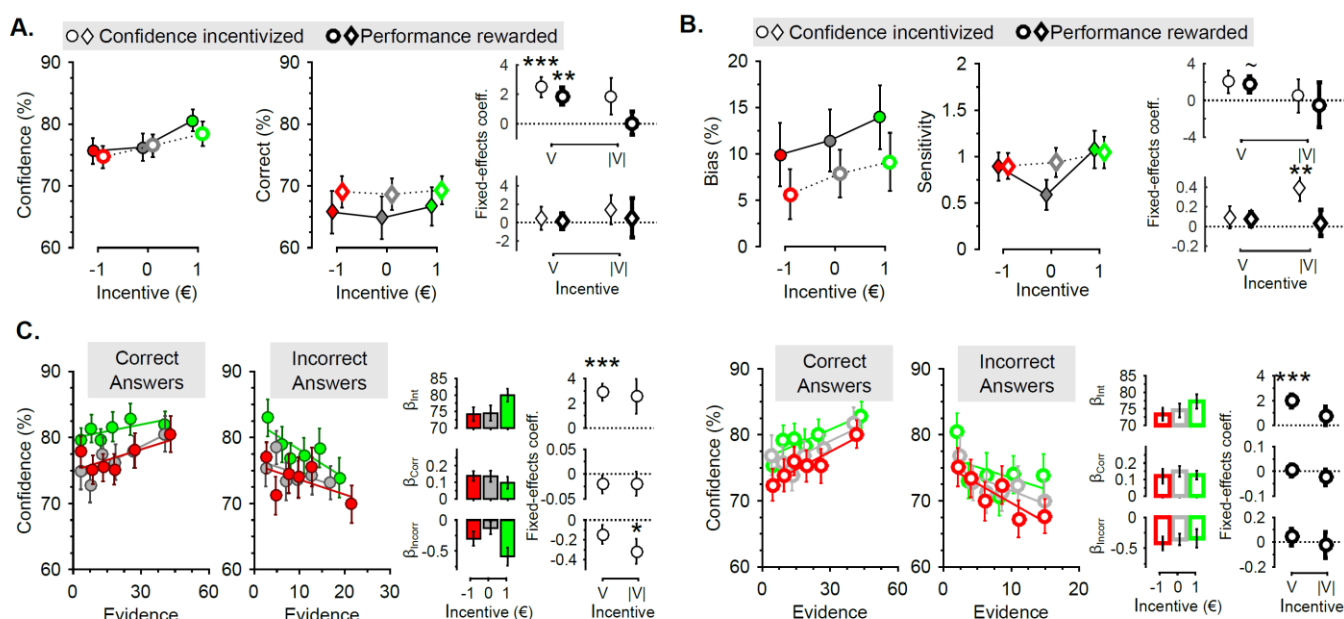 A.
○◇Confidence incentivized ○◇Performance rewarded
Confidence (%)
90
80
70
60
-1 0 1
Incentive (€)
Correct (%)
90
80
70
60
-1 0 1
Incentive (€)
Fixed-effects coeff.
*** **
4
2
0
V |V|
2
0
-2
V |V|
Incentive
B.
○◇Confidence incentivized ○◇Performance rewarded
Bias (%)
20
15
10
5
0
-1 0 1
Incentive (€)
Sensitivity
2
1.5
1
0.5
0
-1 0 1
Incentive
Fixed-effects coeff.
~
4
0
-4
V |V|
**
0.4
0.2
0
-0.2
V |V|
Incentive
C.
Correct
Answers
Confidence (%)
90
80
70
60
0 30 60
Evidence
Incorrect
Answers
90
80
70
60
0 10 20 30
Evidence
βInt
85
80
75
70
βCorr
0.2
0.1
0
βIncorr
0
-0.5
-1 0 1
Incentive (€)
Fixed-effects coeff.
***
4
2
0
0.05
0
-0.05
*
0
-0.2
-0.4
V |V|
Incentive
Correct
Answers
Confidence (%)
90
80
70
60
0 20 40 60
Evidence
Incorrect
Answers
90
80
70
60
0 5 10 15 20
Evidence
βInt
85
80
75
70
βCorr
0.2
0.1
0
βIncorr
0
-0.5
-1 0 1
Incentive (€)
Fixed-effects coeff.
***
4
2
0
0.1
0
-0.1
0.2
0
-0.2
V |V|
Incentive